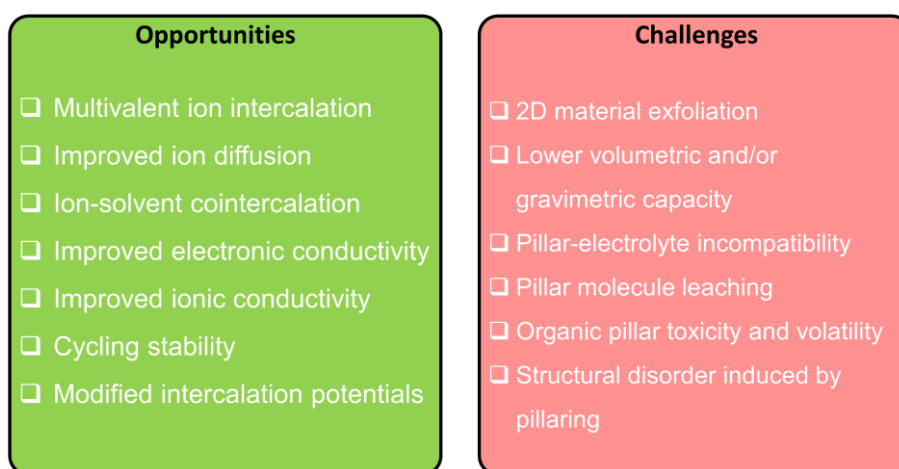 Opportunities
❑ Multivalent ion intercalation
❑ Improved ion diffusion
❑ Ion-solvent cointercalation
❑ Improved electronic conductivity
❑ Improved ionic conductivity
❑ Cycling stability
❑ Modified intercalation potentials
Challenges
❑ 2D material exfoliation
❑ Lower volumetric and/or
gravimetric capacity
❑ Pillar-electrolyte incompatibility
❑ Pillar molecule leaching
❑ Organic pillar toxicity and volatility
❑ Structural disorder induced by
pillaring